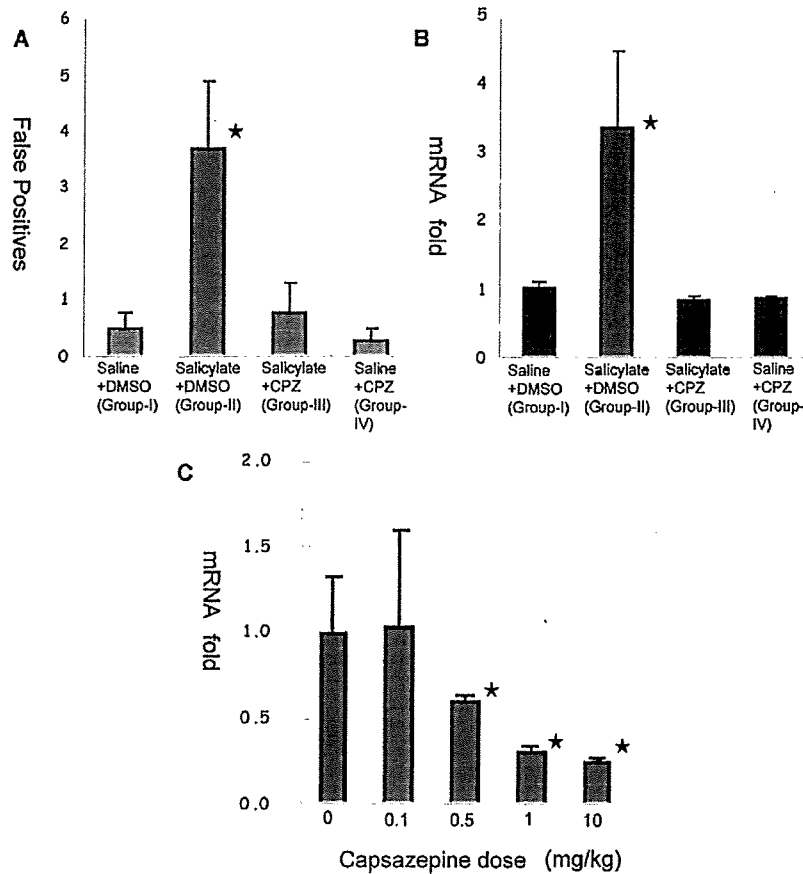 A
False Positives
6
5
4
3
2
1
0
★
Saline
+DMSO
(Group-I)
Salicylate
+DMSO
(Group-II)
Salicylate
+CPZ
(Group-III)
Saline
+CPZ
(Group-
IV)
B
mRNA fold
5
4
3
2
1
0
★
Saline
+DMSO
(Group-I)
Salicylate
+DMSO
(Group-II)
Salicylate
+CPZ
(Group-III)
Saline
+CPZ
(Group-
IV)
C
mRNA fold
2.0
1.5
1.0
0.5
0.0
★
★
★
0
0.1
0.5
1
10
Capsazepine dose (mg/kg)